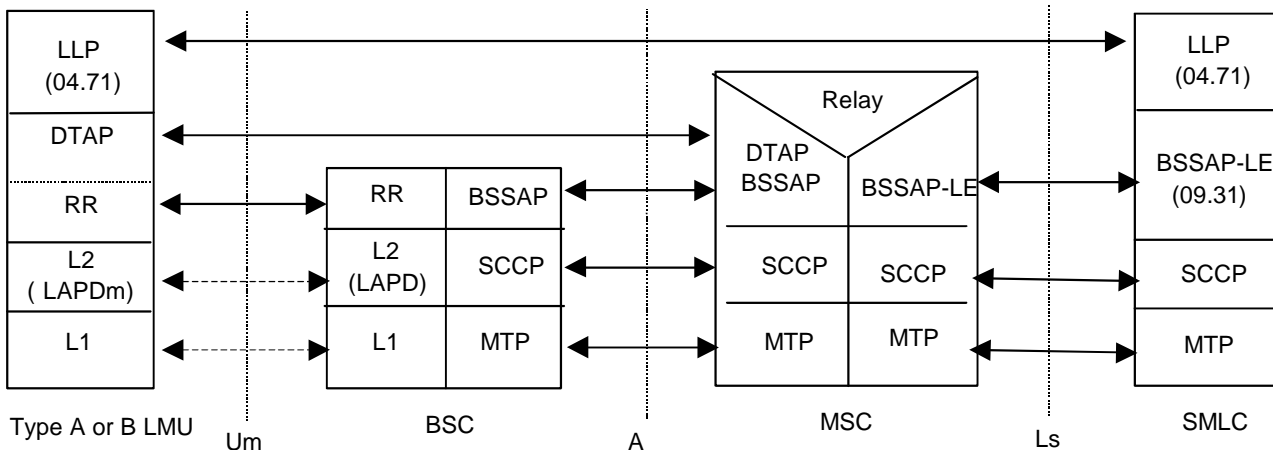 LLP
(04.71)
DTAP
RR
L2
( LAPDm)
L1
Type A or B LMU
Um
RR
BSSAP
L2
(LAPD)
SCCP
L1
MTP
BSC
A
Relay
DTAP
BSSAP
BSSAP-LE
SCCP
SCCP
MTP
MTP
MSC
Ls
LLP
(04.71)
BSSAP-LE
(09.31)
SCCP
MTP
SMLC